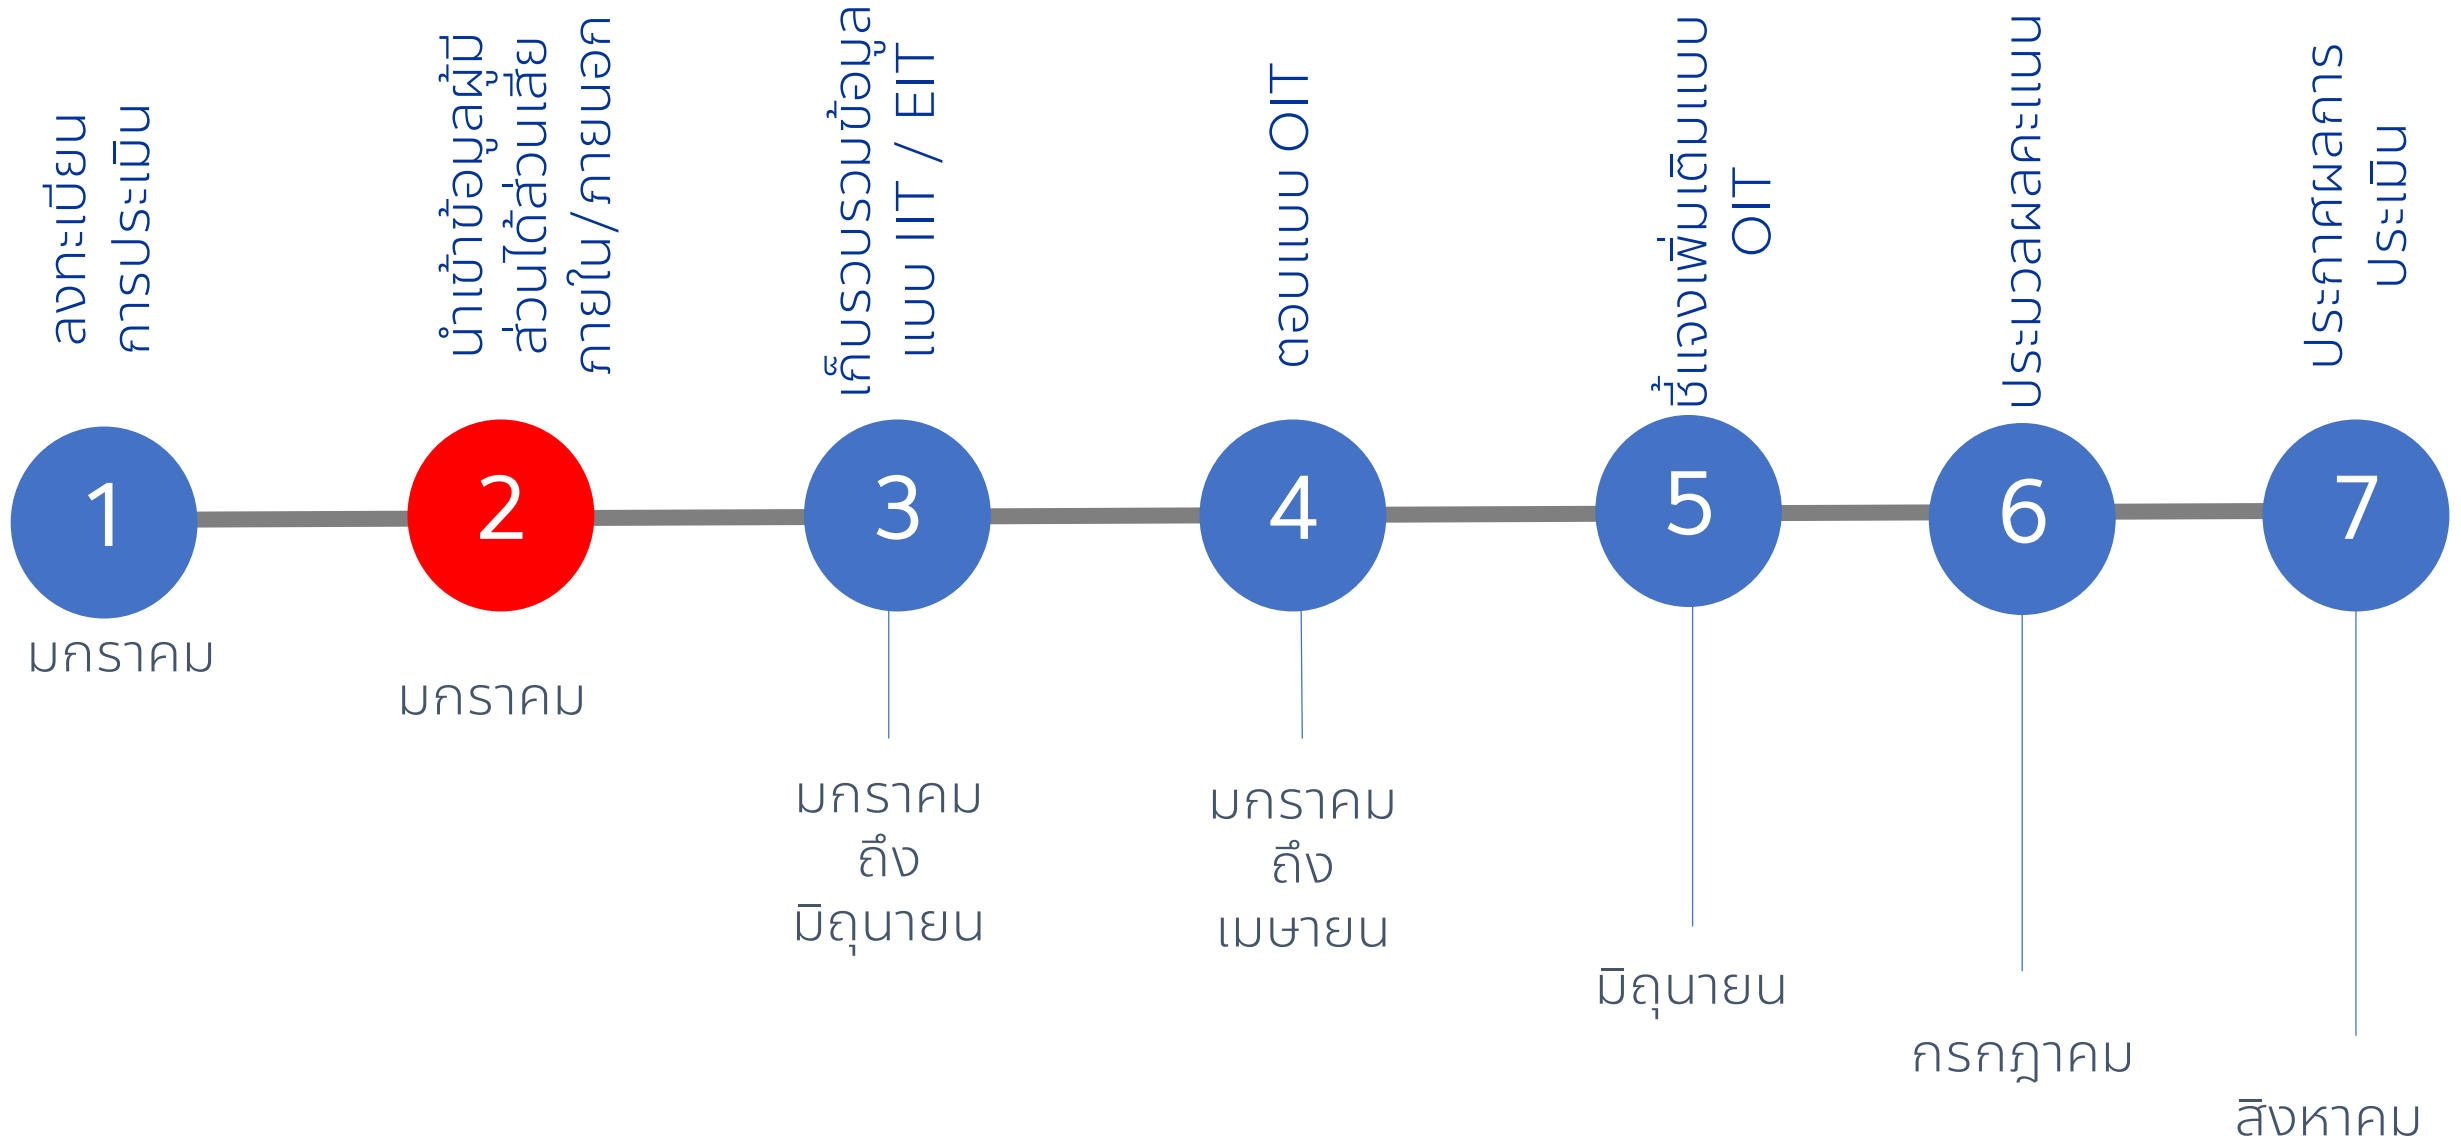 ลงทะเบียน
การประเมิน
นำเข้าข้อมูลผู้มี
ส่วนได้ส่วนเสีย
ภายใน/ภายนอก
เก็บรวบรวมข้อมูล
แบบ IIT / EIT
ตอบแบบ OIT
ชี้แจงเพิ่มเติมแบบ
OIT
ประมวลผลคะแนน
ประกาศผลการ
ประเมิน
1
2
3
4
5
6
7
มกราคม
มกราคม
มกราคม
ถึง
มิถุนายน
มกราคม
ถึง
เมษายน
มิถุนายน
กรกฎาคม
สิงหาคม